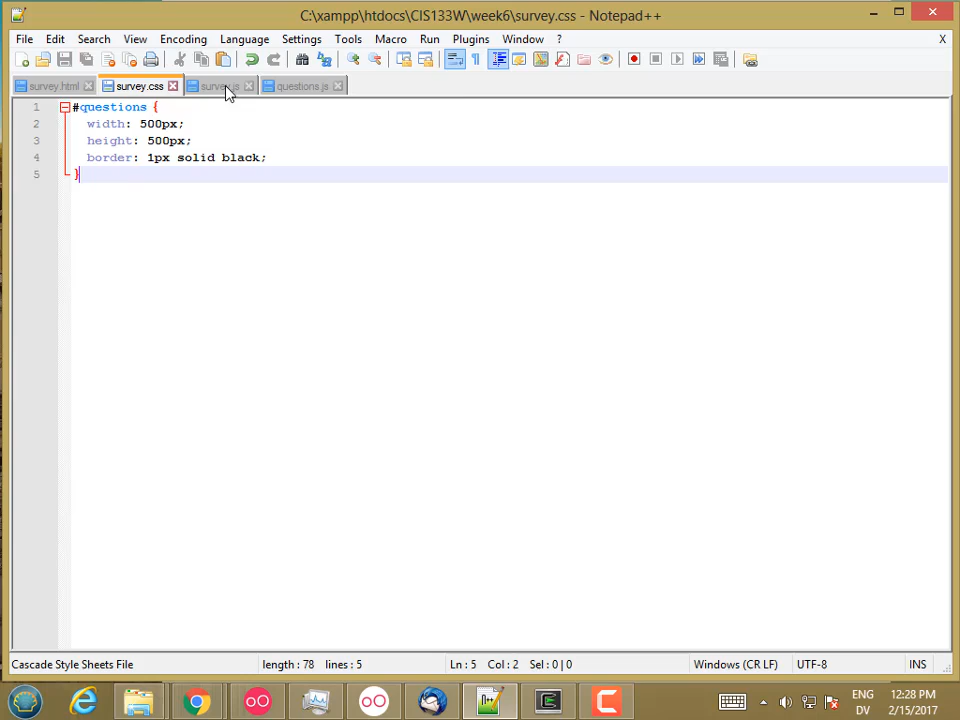 C:\xampp\htdocs\CIS133W\week6\survey.css - Notepad++
File Edit Search View Encoding Language Settings Tools Macro Run Plugins Window ? X
survey.html survey.css survey.js questions.js
1 #questions {
2 width: 500px;
3 height: 500px;
4 border: 1px solid black;
5 }
Cascade Style Sheets File length : 78 lines : 5 Ln : 5 Col : 2 Sel : 0 | 0 Windows (CR LF) UTF-8 INS
ENG 12:28 PM
DV 2/15/2017